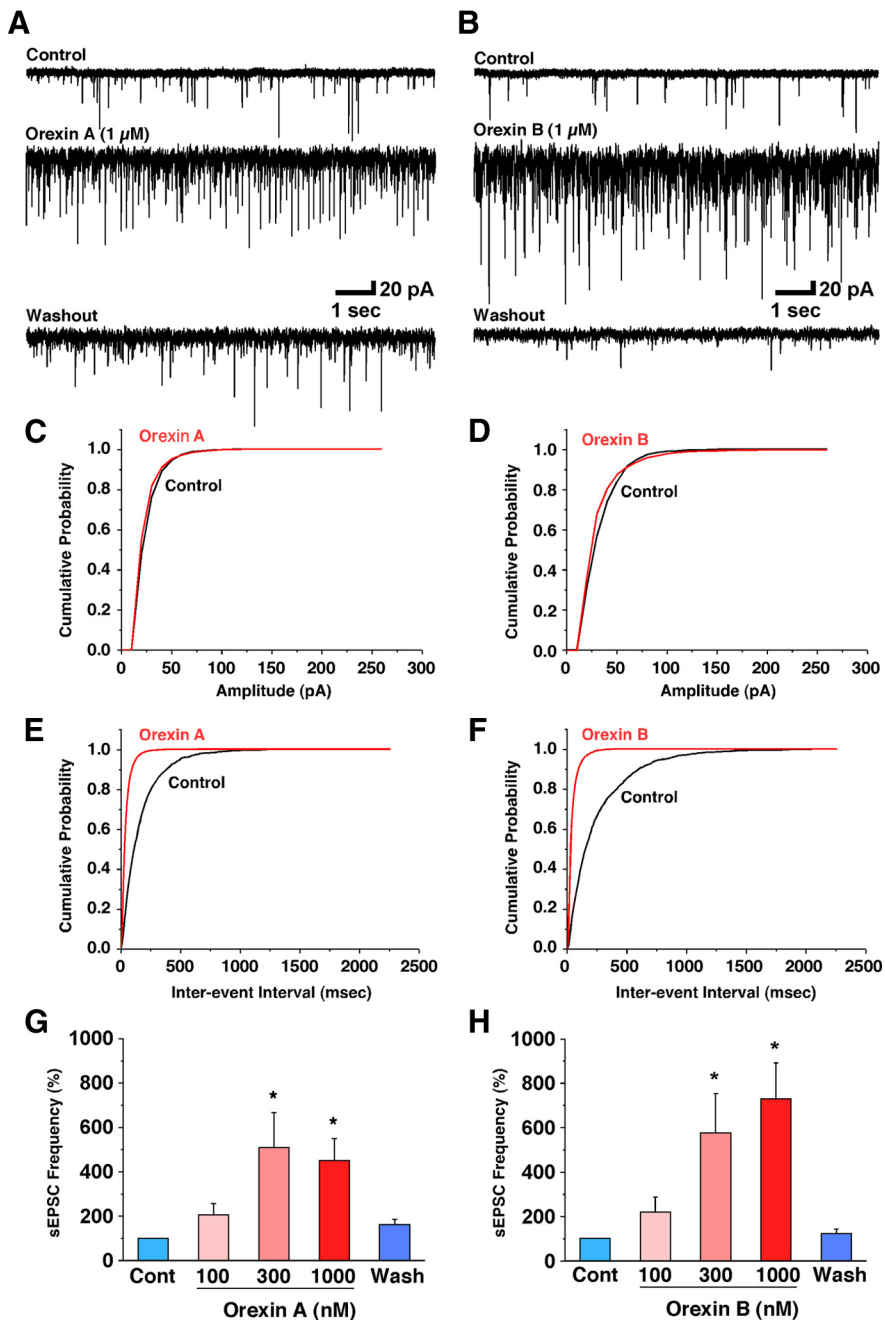 A
Control
Orexin A (1 µM)
20 pA
1 sec
Washout
B
Control
Orexin B (1 µM)
20 pA
1 sec
Washout
C
Orexin A
Control
Cumulative Probability
1.0
0.8
0.6
0.4
0.2
0.0
0 50 100 150 200 250 300
Amplitude (pA)
D
Orexin B
Control
Cumulative Probability
1.0
0.8
0.6
0.4
0.2
0.0
0 50 100 150 200 250 300
Amplitude (pA)
E
Orexin A
Control
Cumulative Probability
1.0
0.8
0.6
0.4
0.2
0.0
0 500 1000 1500 2000 2500
Inter-event Interval (msec)
F
Orexin B
Control
Cumulative Probability
1.0
0.8
0.6
0.4
0.2
0.0
0 500 1000 1500 2000 2500
Inter-event Interval (msec)
G
sEPSC Frequency (%)
1000
800
600
400
200
0
* *
Cont 100 300 1000 Wash
Orexin A (nM)
H
sEPSC Frequency (%)
1000
800
600
400
200
0
* *
Cont 100 300 1000 Wash
Orexin B (nM)